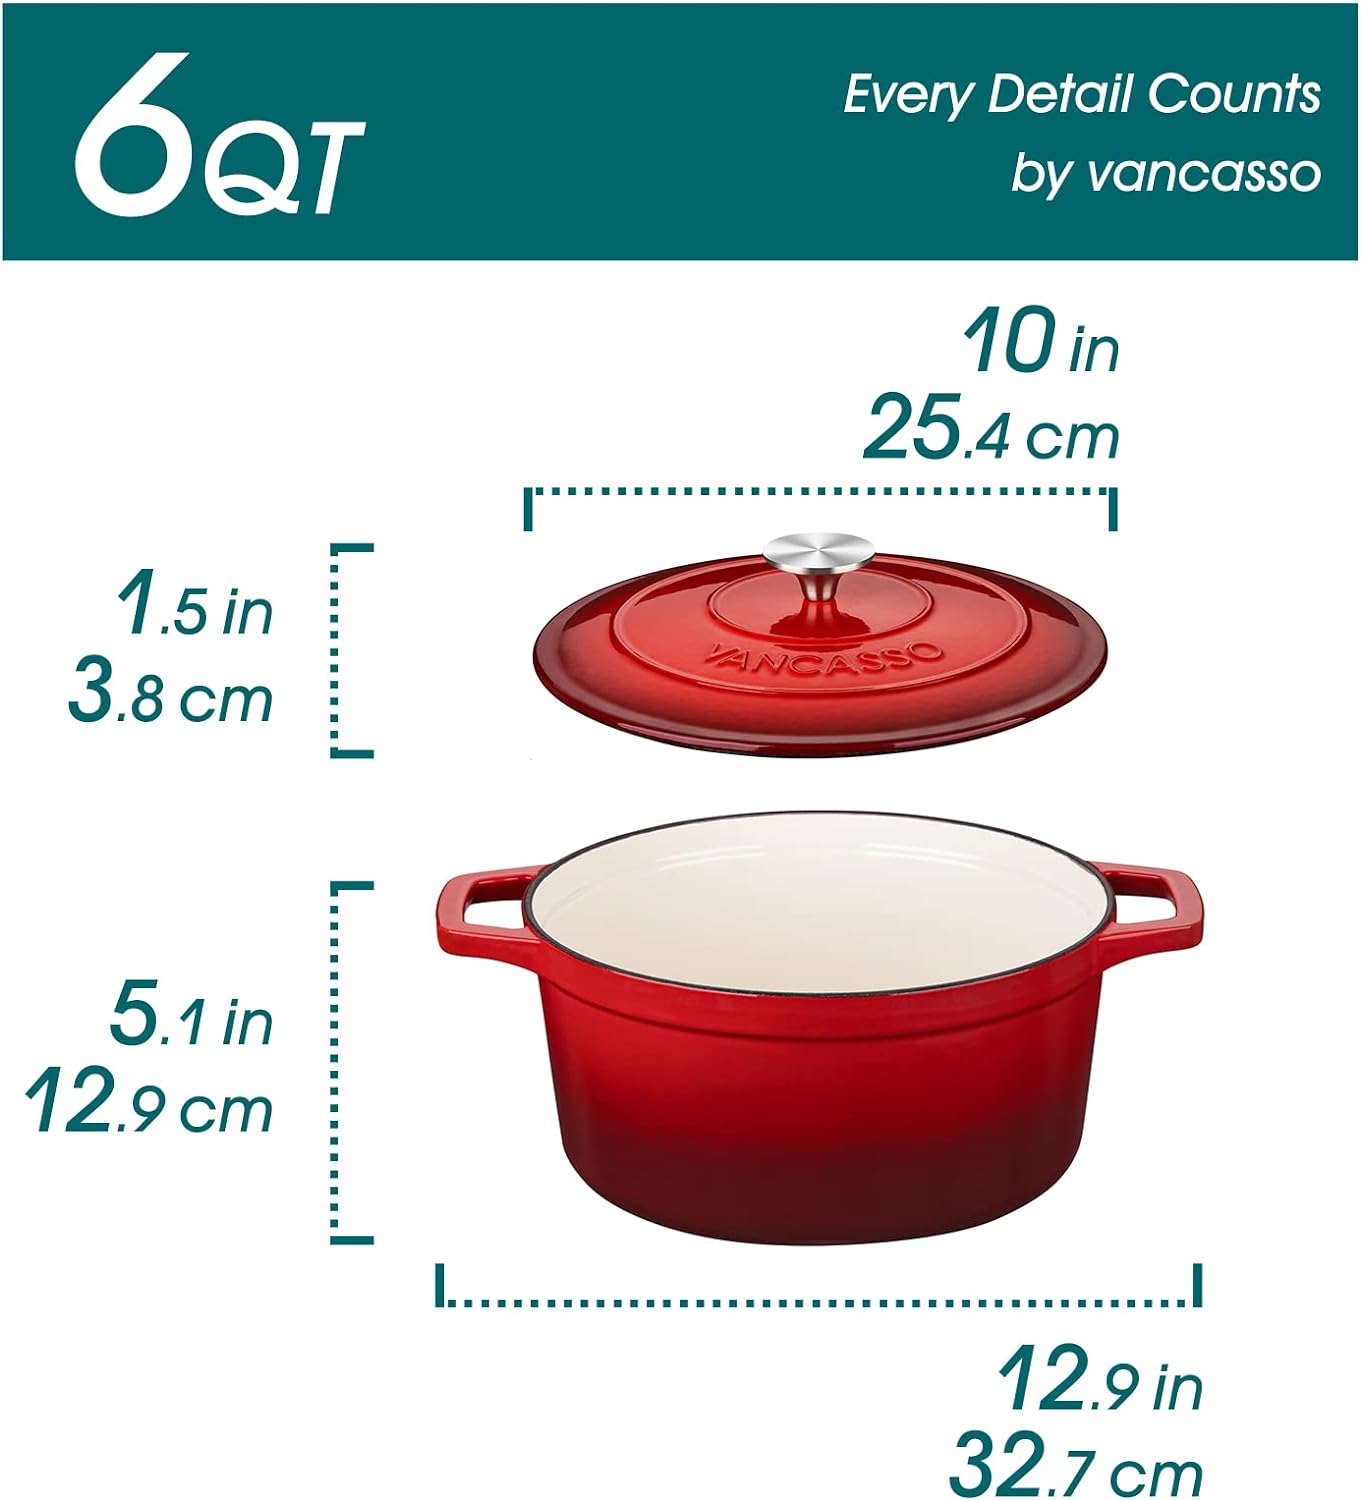 6QT
Every Detail Counts
by vancasso
10 in
25.4 cm
1.5 in
3.8 cm
VANCASSO
5.1 in
12.9 cm
12.9 in
32.7 cm